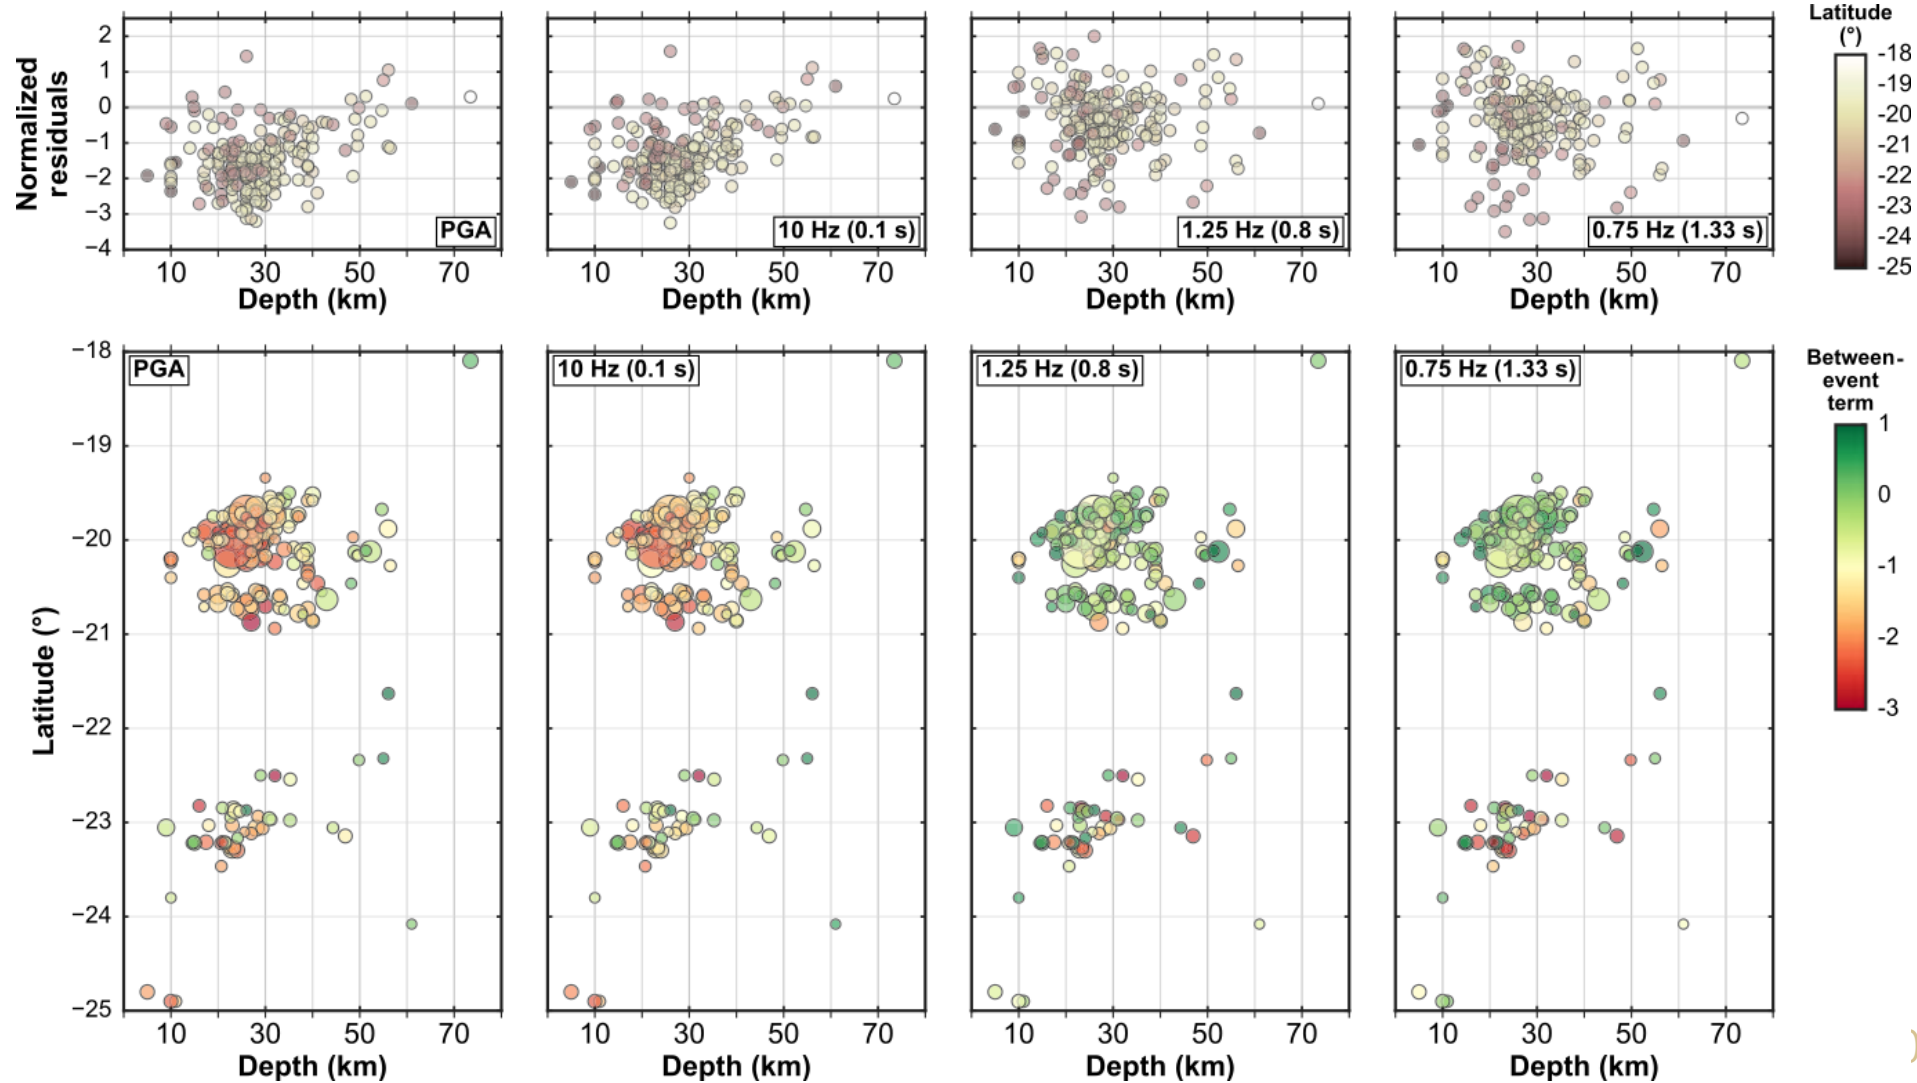 Normalized
residuals
2
1
0
−1
−2
−3
−4
PGA
10 Hz (0.1 s)
1.25 Hz (0.8 s)
0.75 Hz (1.33 s)
10 30 50 70
10 30 50 70
10 30 50 70
10 30 50 70
Depth (km)
Depth (km)
Depth (km)
Depth (km)
Latitude
(°)
-18
-19
-20
-21
-22
-23
-24
-25
Latitude (°)
−18
−19
−20
−21
−22
−23
−24
−25
PGA
10 Hz (0.1 s)
1.25 Hz (0.8 s)
0.75 Hz (1.33 s)
10 30 50 70
10 30 50 70
10 30 50 70
10 30 50 70
Depth (km)
Depth (km)
Depth (km)
Depth (km)
Between-
event
term
1
0
-1
-2
-3